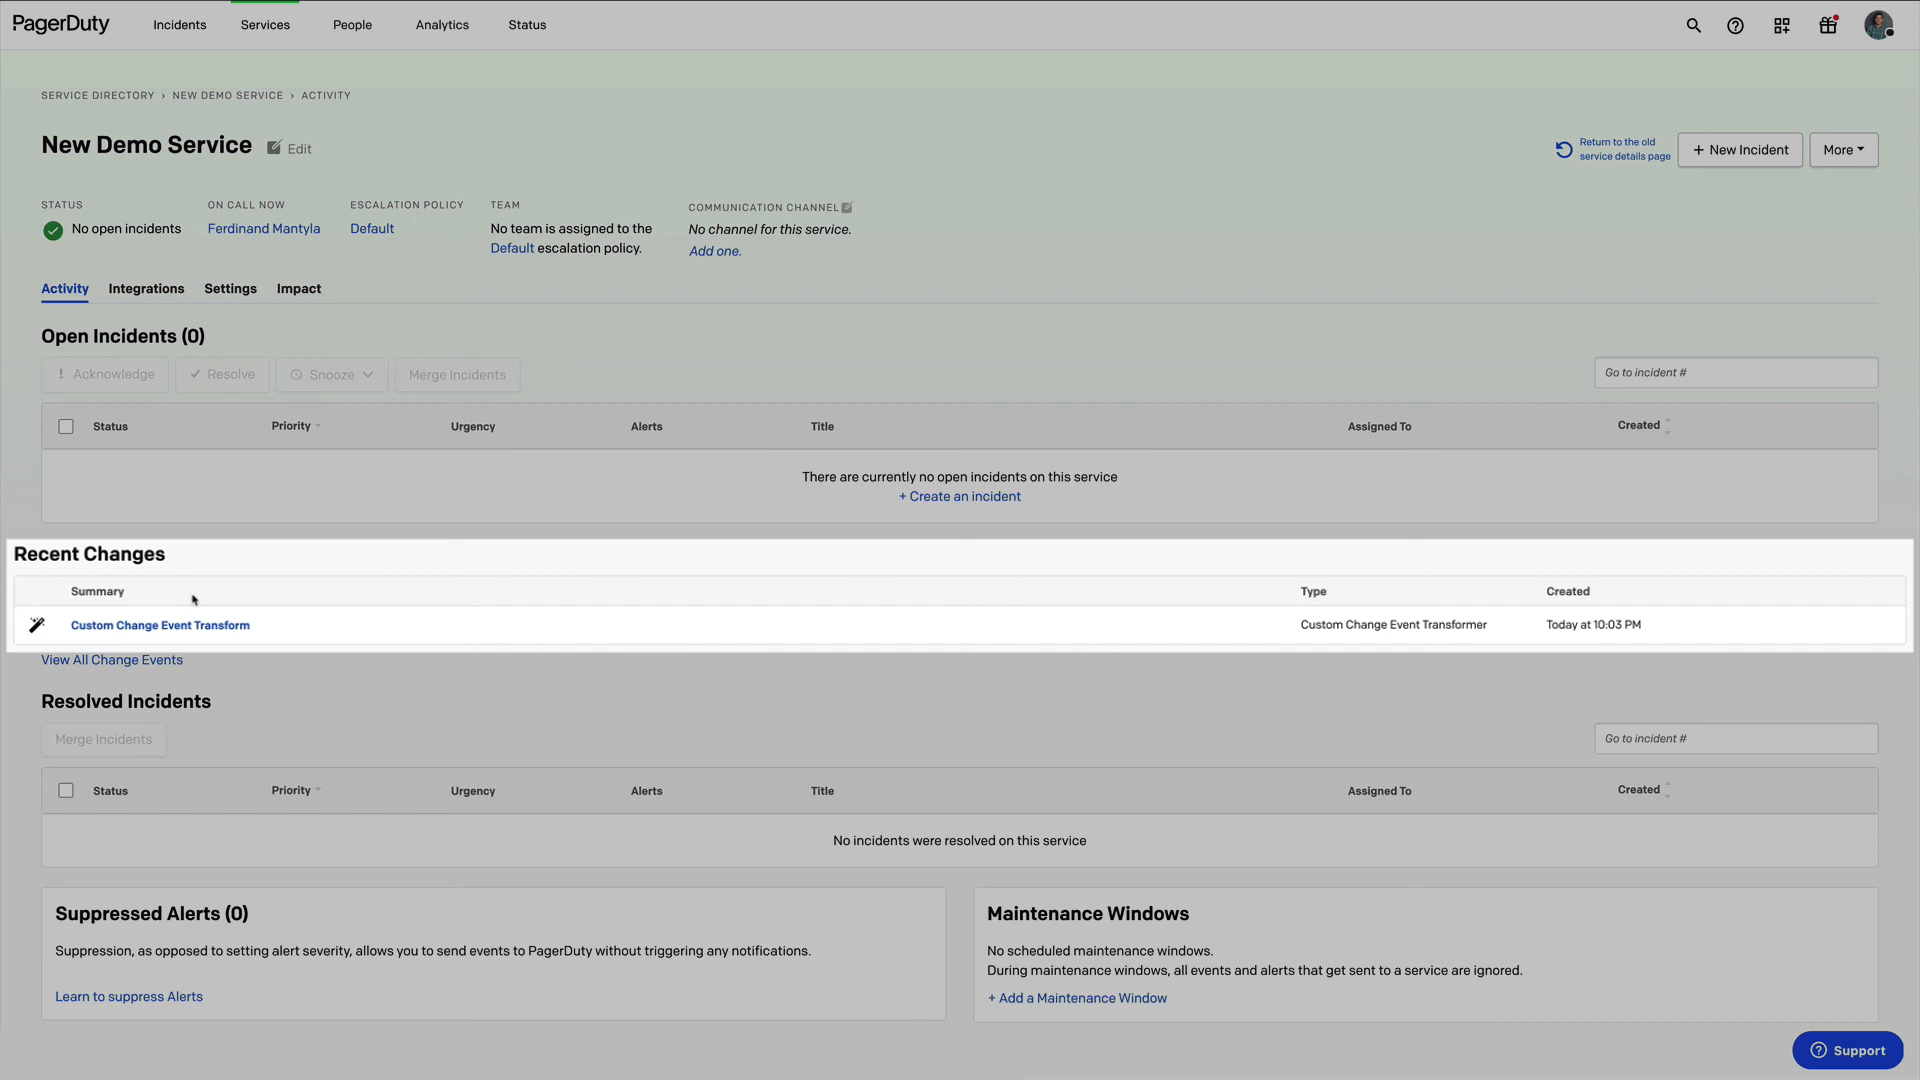 PagerDuty
Incidents
Services
People
Analytics
Status
SERVICE DIRECTORY › NEW DEMO SERVICE › ACTIVITY
New Demo Service
Edit
Return to the old
service details page
+ New Incident
More
STATUS
No open incidents
ON CALL NOW
Ferdinand Mantyla
ESCALATION POLICY
Default
TEAM
No team is assigned to the
Default escalation policy.
COMMUNICATION CHANNEL
No channel for this service.
Add one.
Activity
Integrations
Settings
Impact
Open Incidents (0)
! Acknowledge
Resolve
Snooze
Merge Incidents
Go to incident #
Status
Priority
Urgency
Alerts
Title
Assigned To
Created
There are currently no open incidents on this service
+ Create an incident
Recent Changes
Summary
Type
Created
Custom Change Event Transform
Custom Change Event Transformer
Today at 10:03 PM
View All Change Events
Resolved Incidents
Merge Incidents
Go to incident #
Status
Priority
Urgency
Alerts
Title
Assigned To
Created
No incidents were resolved on this service
Suppressed Alerts (0)
Suppression, as opposed to setting alert severity, allows you to send events to PagerDuty without triggering any notifications.
Learn to suppress Alerts
Maintenance Windows
No scheduled maintenance windows.
During maintenance windows, all events and alerts that get sent to a service are ignored.
+ Add a Maintenance Window
Support